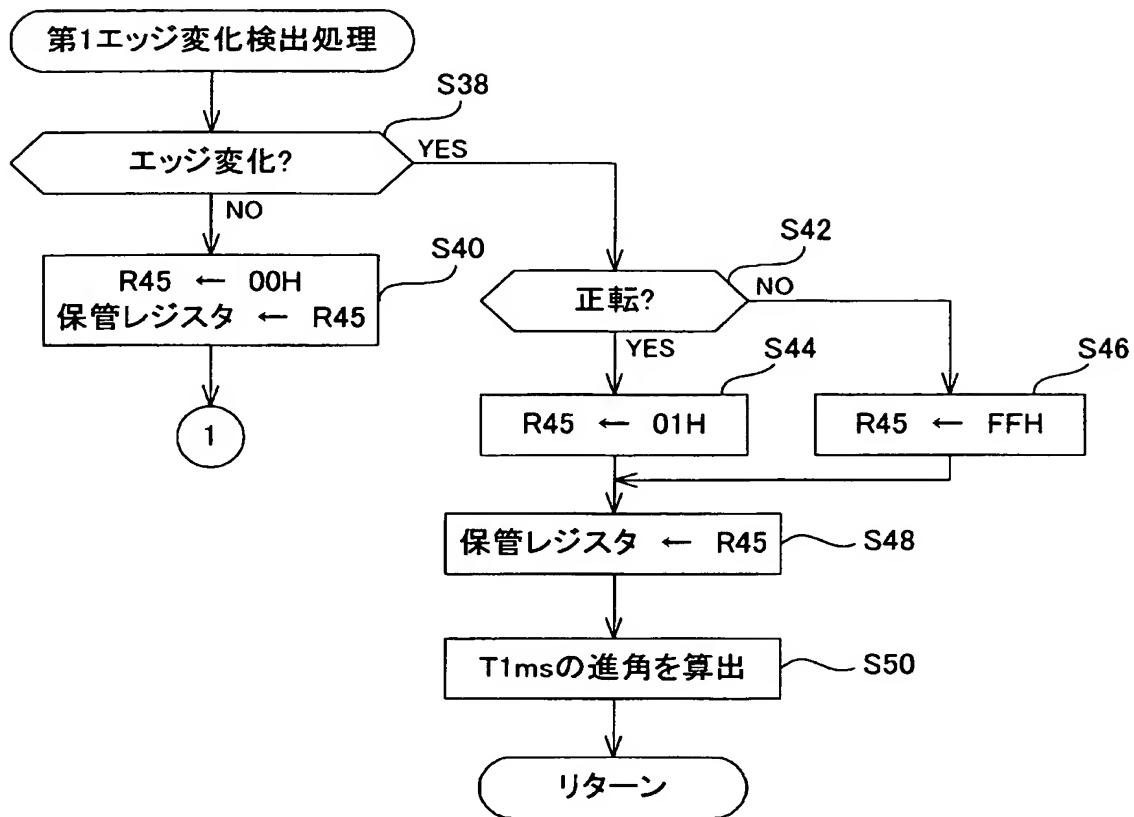 第1エッジ変化検出処理
S38
エッジ変化?
YES
NO
S40
R45 ← 00H
保管レジスタ ← R45
1
S42
正転?
NO
YES
S44
R45 ← 01H
S46
R45 ← FFH
保管レジスタ ← R45
S48
T1msの進角を算出
S50
リターン